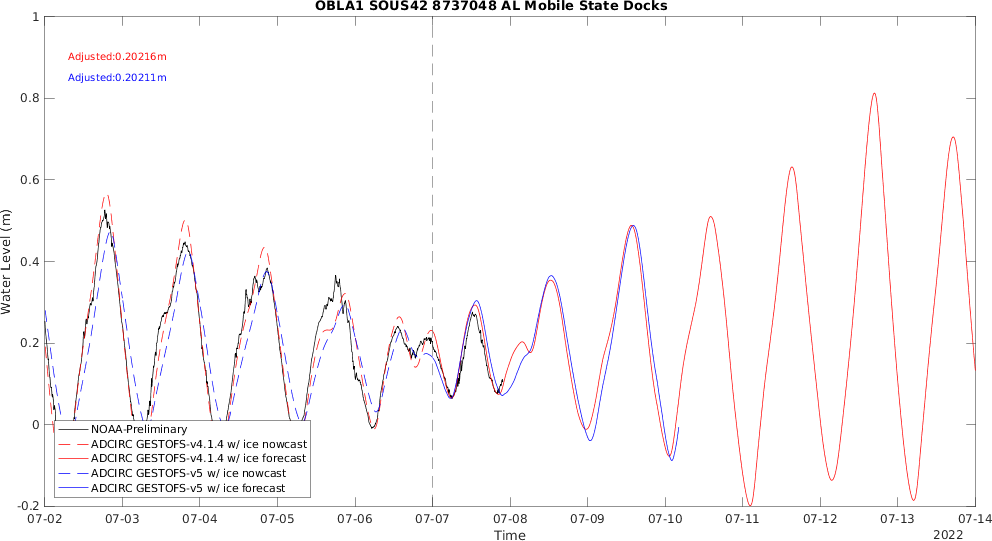 OBLA1 SOUS42 8737048 AL Mobile State Docks
1
Adjusted:0.20216m
Adjusted:0.20211m
0.8
0.6
Water Level (m)
0.4
0.2
0
NOAA-Preliminary
ADCIRC GESTOFS-v4.1.4 w/ ice nowcast
ADCIRC GESTOFS-v4.1.4 w/ ice forecast
ADCIRC GESTOFS-v5 w/ ice nowcast
ADCIRC GESTOFS-v5 w/ ice forecast
-0.2
07-02 07-03 07-04 07-05 07-06 07-07 07-08 07-09 07-10 07-11 07-12 07-13 07-14
Time
2022